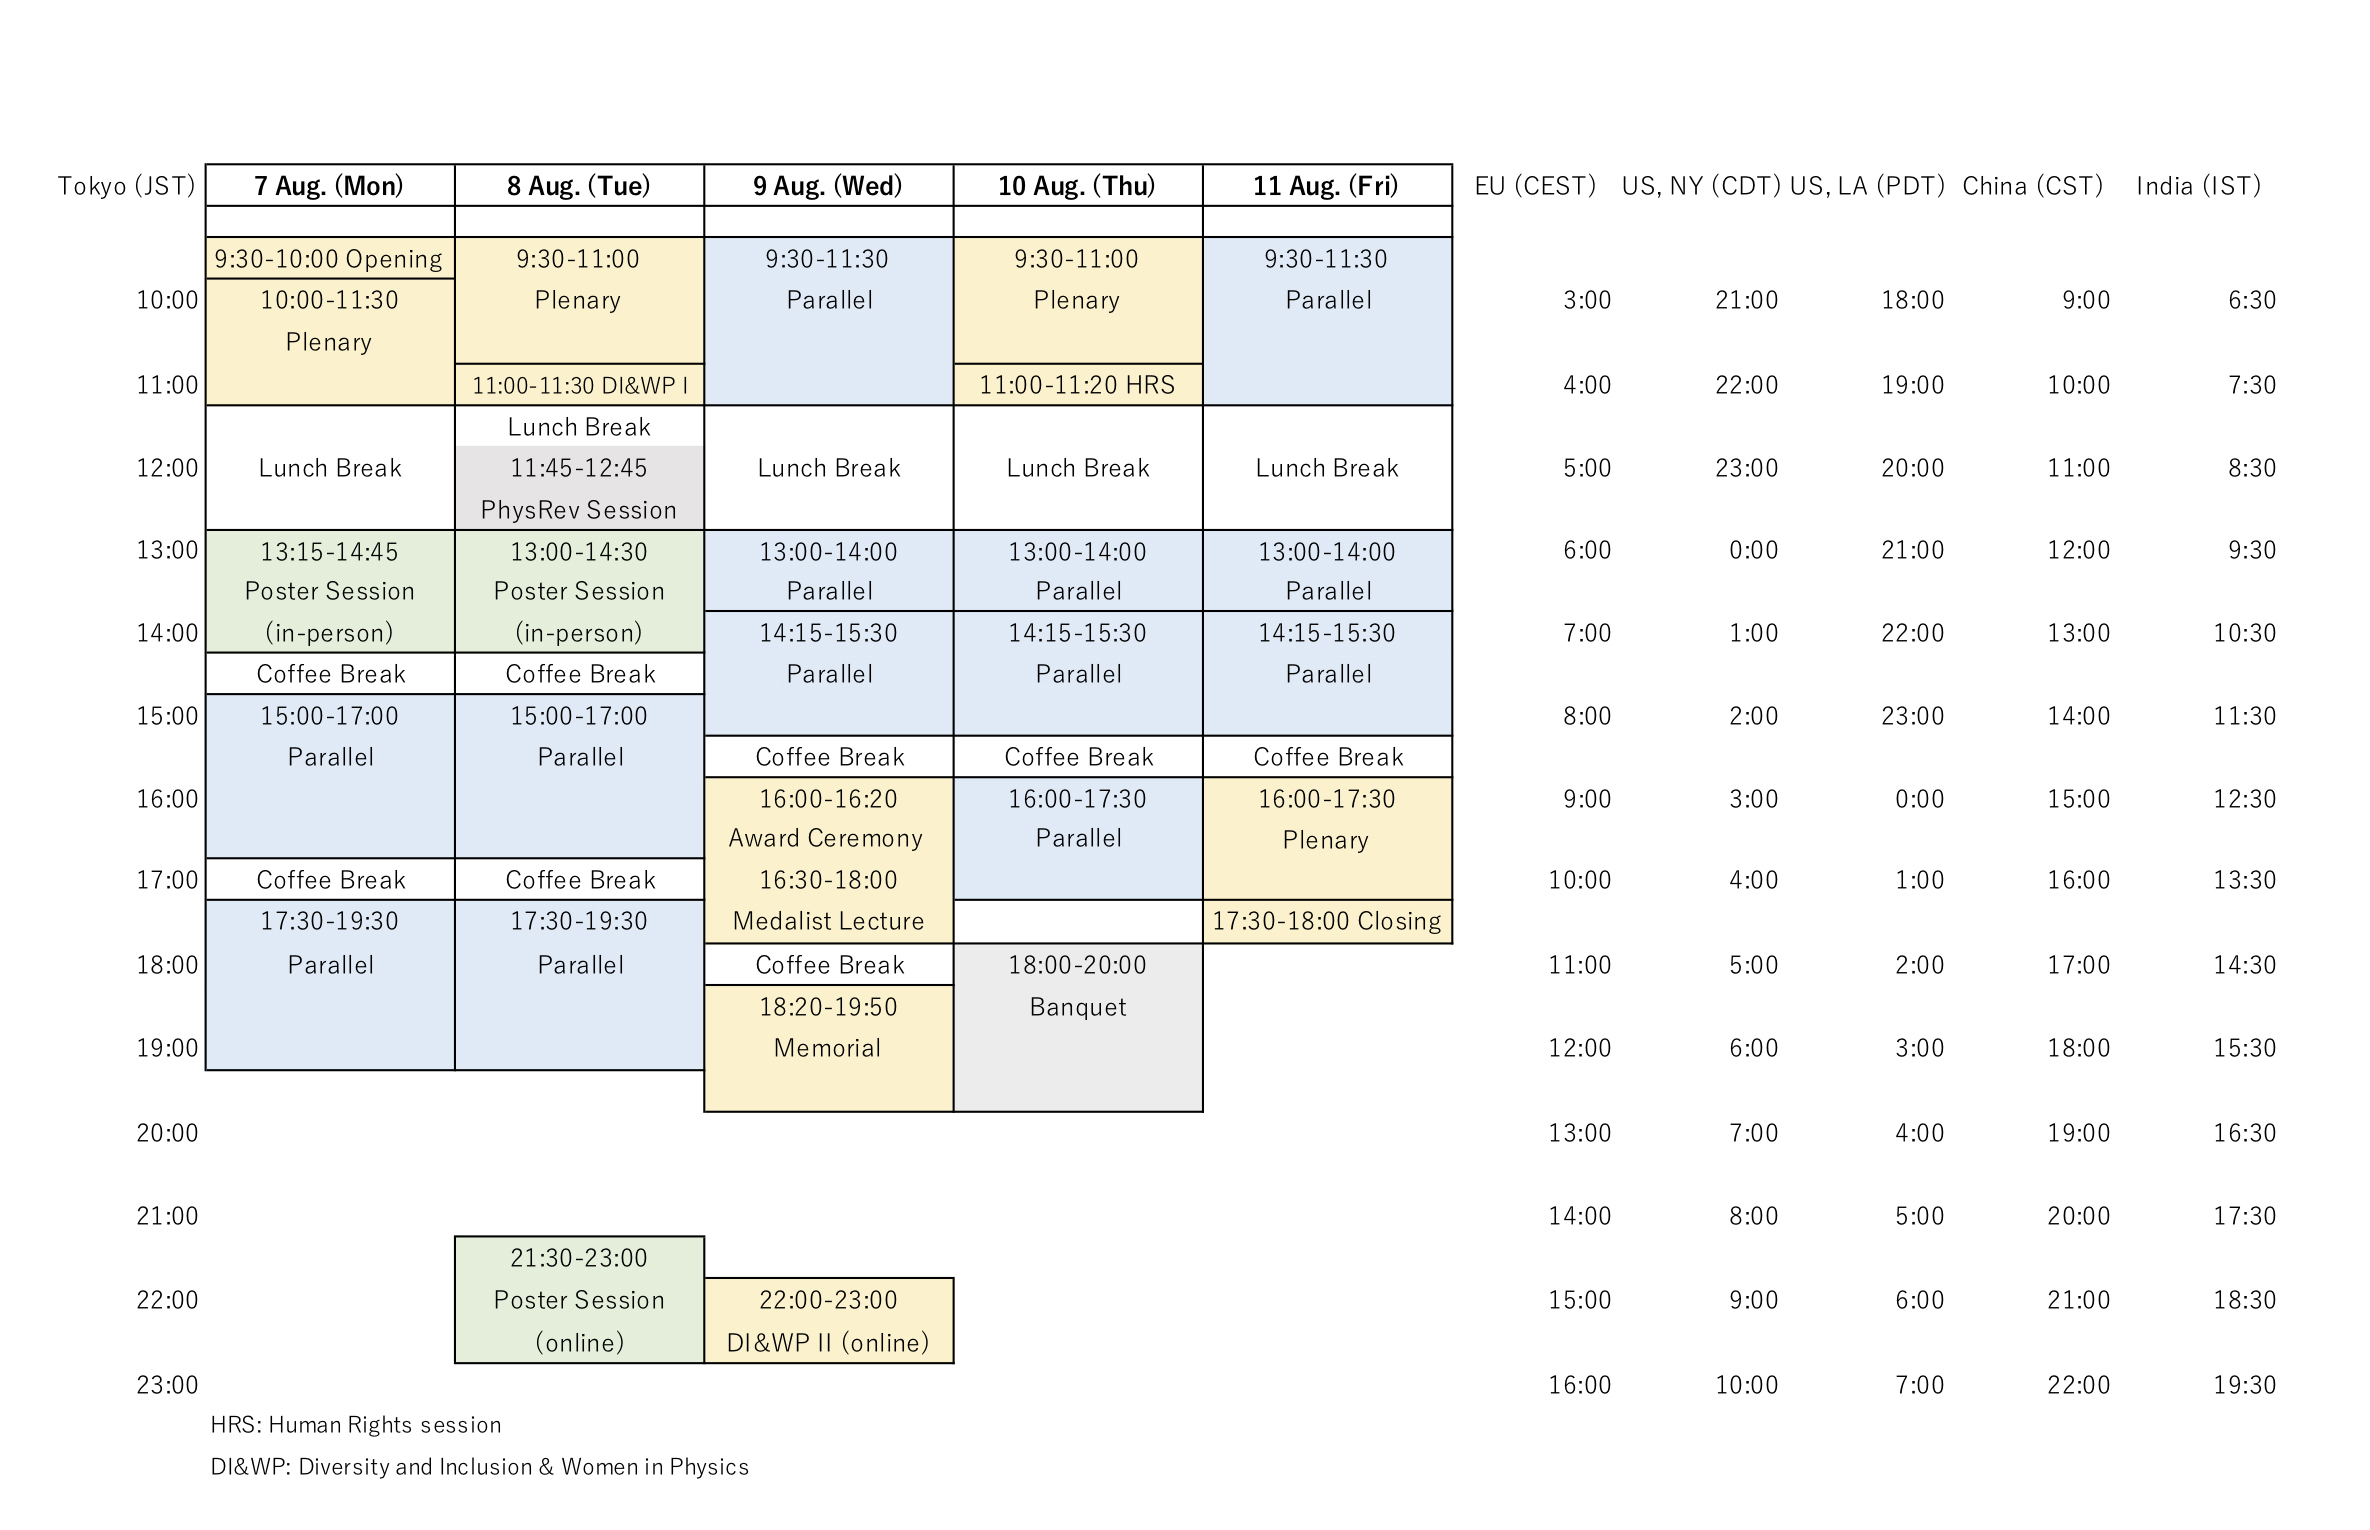 Tokyo (JST) 7 Aug. (Mon) 8 Aug. (Tue) 9 Aug. (Wed) 10 Aug. (Thu) 11 Aug. (Fri) EU (CEST) US, NY (CDT) US, LA (PDT) China (CST) India (IST)
9:30-10:00 Opening 9:30-11:00 9:30-11:30 9:30-11:00 9:30-11:30
10:00 10:00-11:30 Plenary Parallel Plenary Parallel 3:00 21:00 18:00 9:00 6:30
Plenary
11:00 11:00-11:30 DI&WP I 11:00-11:20 HRS 4:00 22:00 19:00 10:00 7:30
Lunch Break
12:00 Lunch Break 11:45-12:45 Lunch Break Lunch Break Lunch Break 5:00 23:00 20:00 11:00 8:30
PhysRev Session
13:00 13:15-14:45 13:00-14:30 13:00-14:00 13:00-14:00 13:00-14:00 6:00 0:00 21:00 12:00 9:30
Poster Session Poster Session Parallel Parallel Parallel
14:00 (in-person) (in-person) 14:15-15:30 14:15-15:30 14:15-15:30 7:00 1:00 22:00 13:00 10:30
Coffee Break Coffee Break Parallel Parallel Parallel
15:00 15:00-17:00 15:00-17:00 8:00 2:00 23:00 14:00 11:30
Parallel Parallel Coffee Break Coffee Break Coffee Break
16:00 16:00-16:20 16:00-17:30 16:00-17:30 9:00 3:00 0:00 15:00 12:30
Award Ceremony Parallel Plenary
17:00 Coffee Break Coffee Break 16:30-18:00 10:00 4:00 1:00 16:00 13:30
17:30-19:30 17:30-19:30 Medalist Lecture 17:30-18:00 Closing
18:00 Parallel Parallel Coffee Break 18:00-20:00 11:00 5:00 2:00 17:00 14:30
18:20-19:50 Banquet
19:00 Memorial 12:00 6:00 3:00 18:00 15:30
20:00 13:00 7:00 4:00 19:00 16:30
21:00 14:00 8:00 5:00 20:00 17:30
21:30-23:00
22:00 Poster Session 22:00-23:00 15:00 9:00 6:00 21:00 18:30
(online) DI&WP II (online)
23:00 16:00 10:00 7:00 22:00 19:30
HRS: Human Rights session
DI&WP: Diversity and Inclusion & Women in Physics